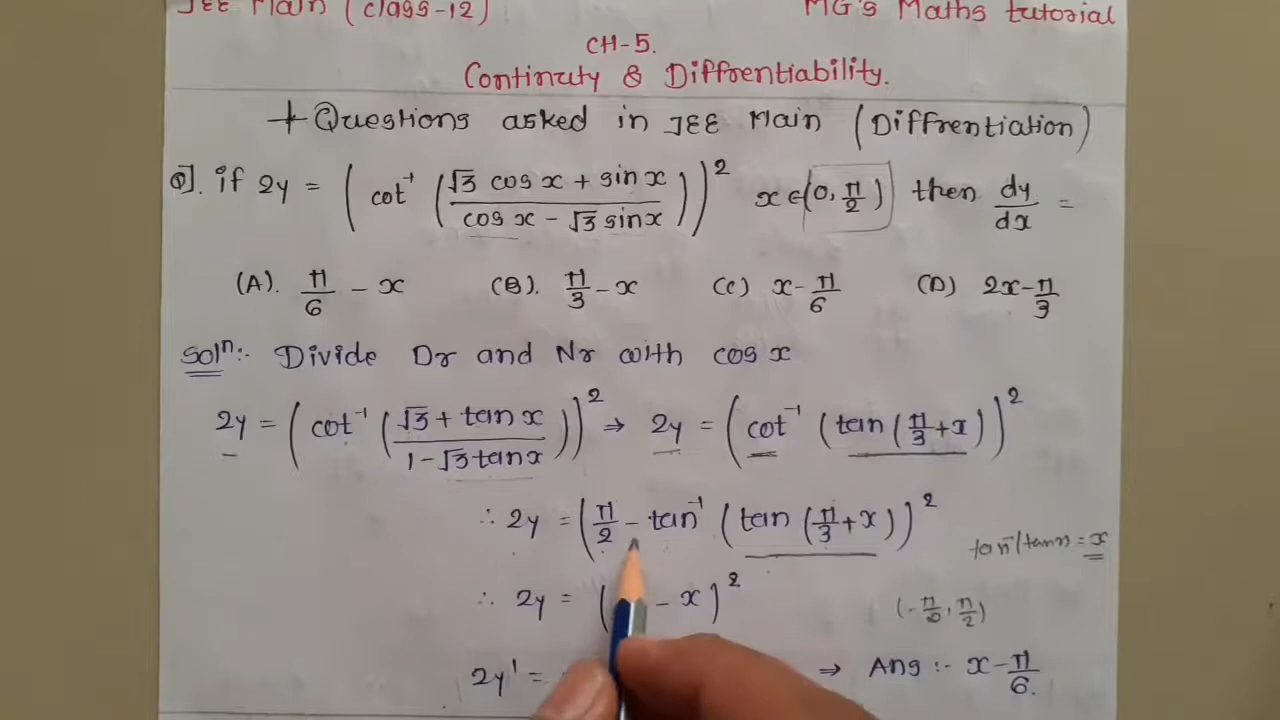 JEE Main (class-12) MG's Maths tutorial
CH-5.
Continuty & Diffrentiability.
+ Questions asked in JEE Main (Diffrentiation)
Q]. if 2y = (cot⁻¹ ((√3 cos x + sin x)/(cos x - √3 sin x)))² x ∈ (0, π/2) then dy/dx =
(A). π/6 - x (B). π/3 - x (C) x - π/6 (D) 2x - π/3
Solⁿ:- Divide Dr and Nr with cos x
2y = (cot⁻¹ ((√3 + tan x)/(1 - √3 tan x)))² ⇒ 2y = (cot⁻¹ (tan (π/3 + x)))²
∴ 2y = (π/2 - tan⁻¹ (tan (π/3 + x)))²
tan⁻¹(tan x) = x
∴ 2y = ( - x)² (-π/2, π/2)
2y' = ⇒ Ans :- x - π/6.